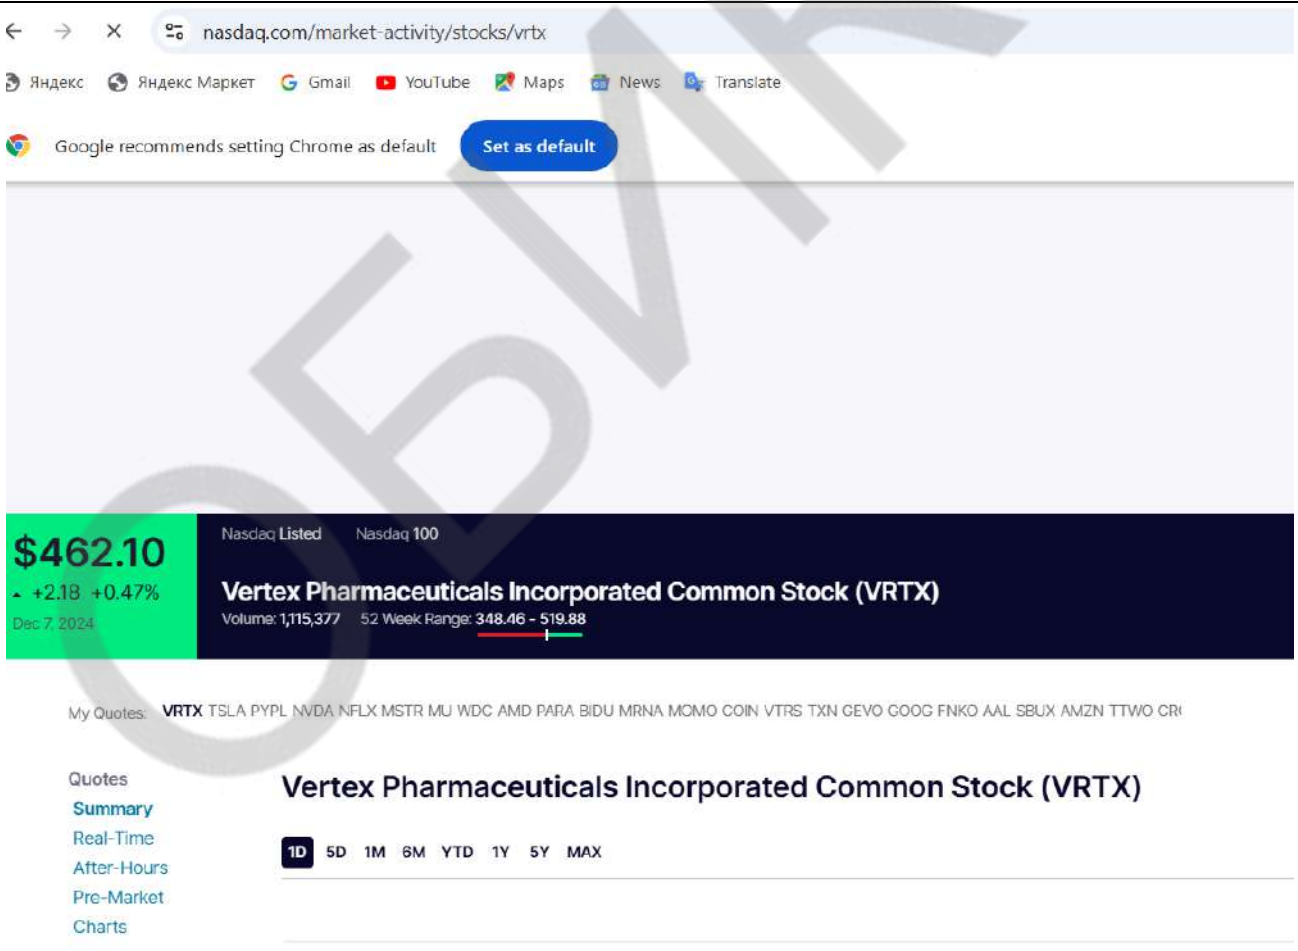 nasdaq.com/market-activity/stocks/vrtx
Яндекс Яндекс Маркет Gmail YouTube Maps News Translate
Google recommends setting Chrome as default Set as default
ОБИК
$462.10
+2.18 +0.47%
Dec 7, 2024
Nasdaq Listed Nasdaq 100
Vertex Pharmaceuticals Incorporated Common Stock (VRTX)
Volume: 1,115,377 52 Week Range: 348.46 - 519.88
My Quotes: VRTX TSLA PYPL NVDA NFLX MSTR MU WDC AMD PARA BIDU MRNA MOMO COIN VTRS TXN GEVO GOOG FNKO AAL SBUX AMZN TTWO
Quotes
Summary
Real-Time
After-Hours
Pre-Market
Charts
Vertex Pharmaceuticals Incorporated Common Stock (VRTX)
1D 5D 1M 6M YTD 1Y 5Y MAX